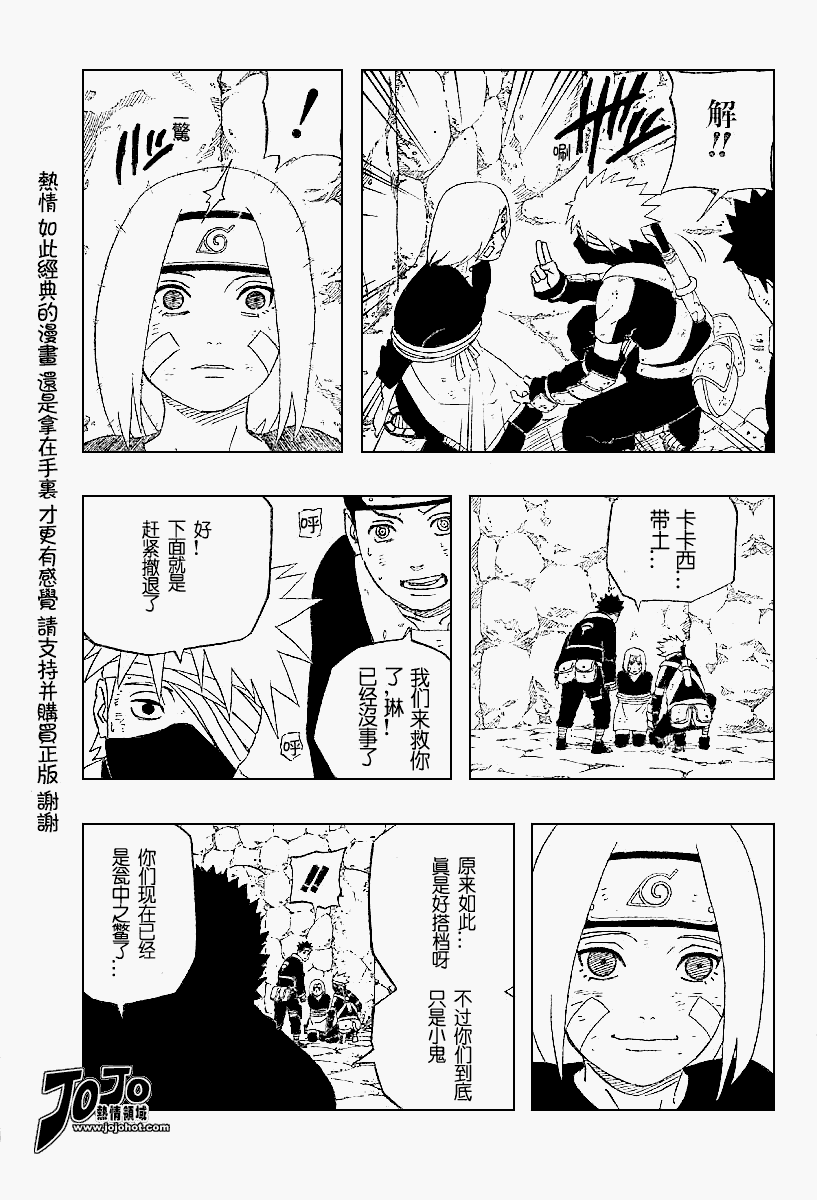 解!!
唰
!
一驚
卡卡西…
带土…
我们来救你
了,琳!
已经没事了
呼
好!
下面就是
赶紧撤退了
呼
原来如此…
真是好搭档呀
不过你们到底
只是小鬼
!!
你们现在已经
是瓮中之鳖了…
熱情 如此經典的漫畫 還是拿在手裏 才更有感覺 請支持并購買正版 謝謝
JOJO
熱情領域
www.jojohot.com